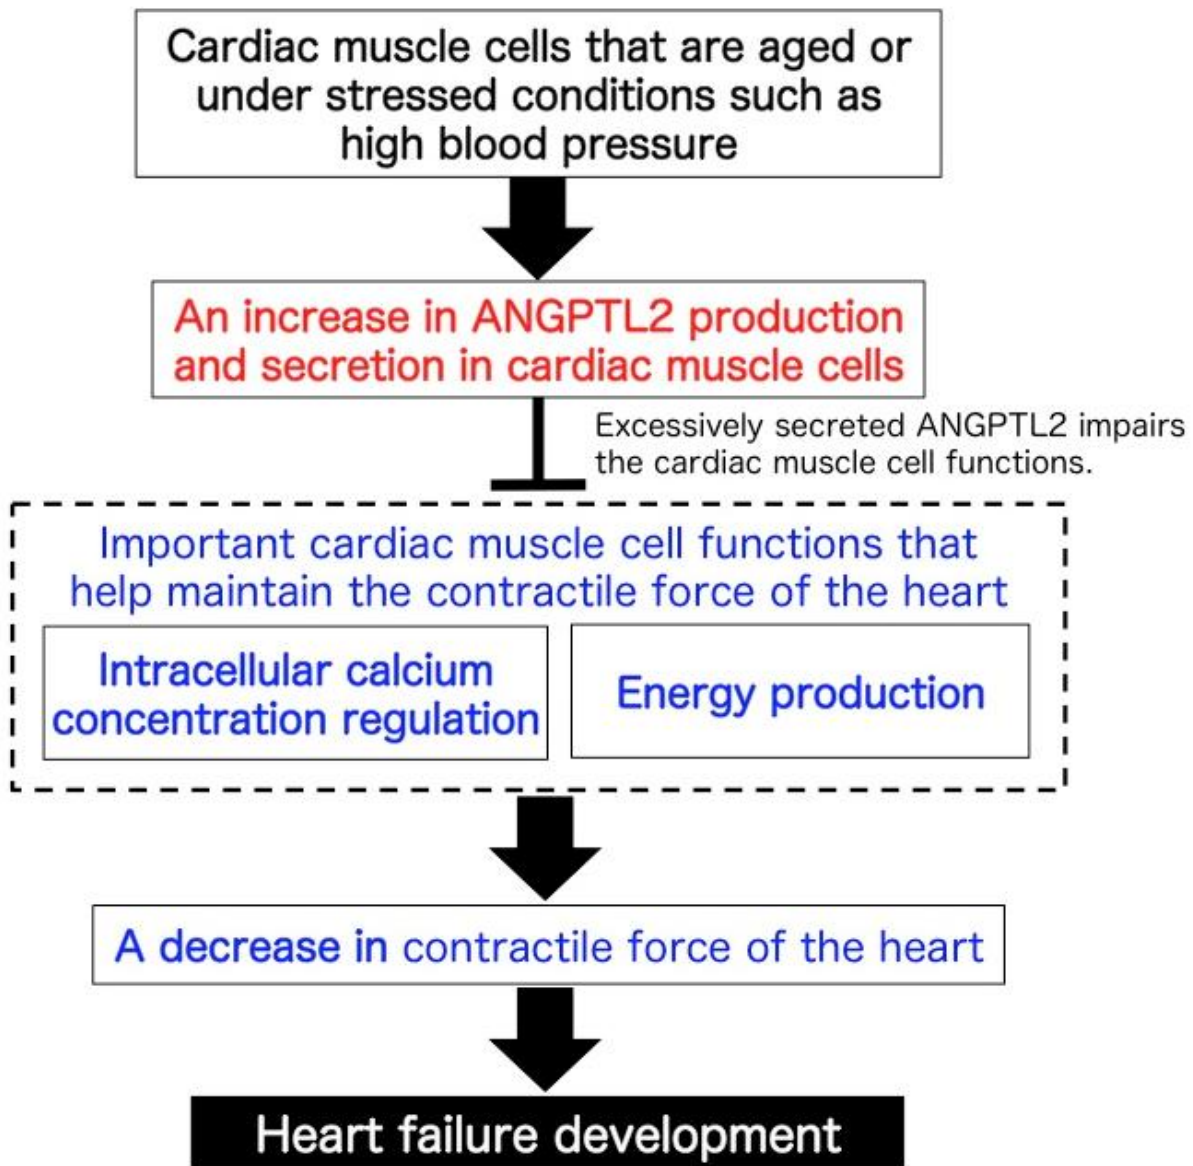 Cardiac muscle cells that are aged or
under stressed conditions such as
high blood pressure
An increase in ANGPTL2 production
and secretion in cardiac muscle cells
Excessively secreted ANGPTL2 impairs
the cardiac muscle cell functions.
Important cardiac muscle cell functions that
help maintain the contractile force of the heart
Intracellular calcium
concentration regulation
Energy production
A decrease in contractile force of the heart
Heart failure development